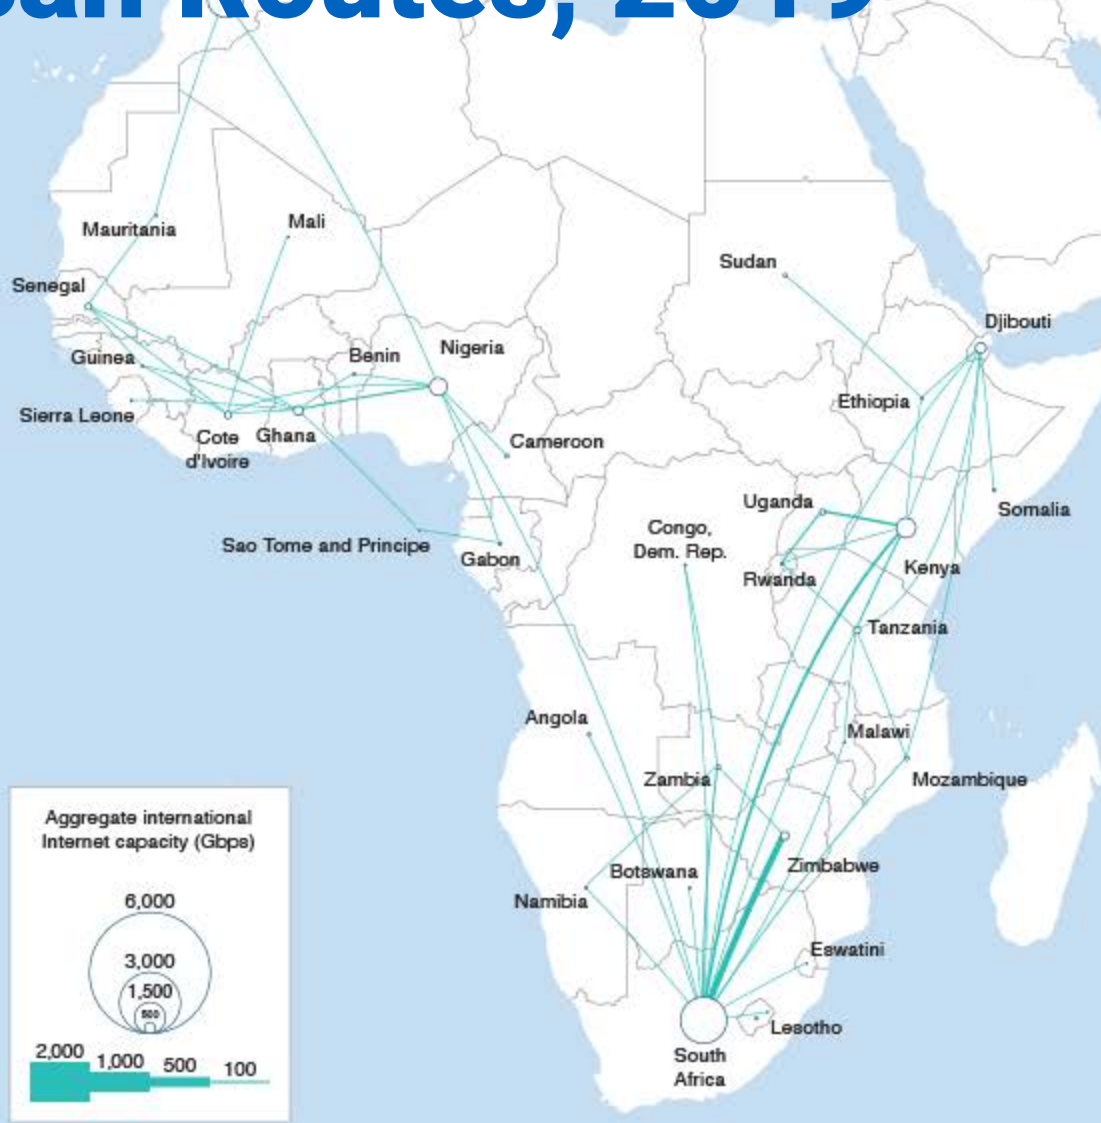 Routes, 2019
Mauritania
Mali
Senegal
Sudan
Djibouti
Guinea
Benin
Nigeria
Sierra Leone
Ethiopia
Cote
d'Ivoire
Ghana
Cameroon
Uganda
Somalia
Congo,
Dem. Rep.
Sao Tome and Principe
Gabon
Rwanda
Kenya
Tanzania
Angola
Malawi
Zambia
Mozambique
Aggregate international
Internet capacity (Gbps)
Zimbabwe
Botswana
Namibia
6,000
Eswatini
3,000
1,500
500
Lesotho
2,000
1,000
500
100
South
Africa